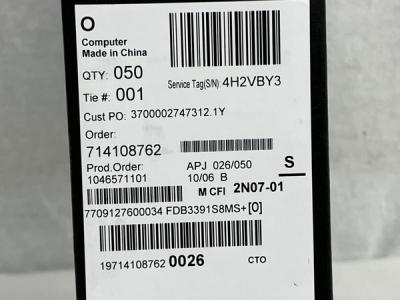 O
Computer
Made in China
QTY: 050
Service Tag(S/N): 4H2VBY3
Tie #: 001
Cust PO: 3700002747312.1Y
Order:
714108762
Prod.Order: APJ 026/050 S
1046571101 10/06 B
M CFI 2N07-01
7709127600034 FDB3391S8MS+[0]
19714108762 0026 CTO